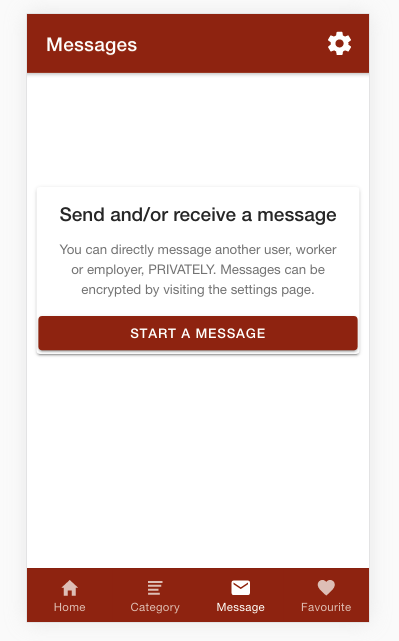 Messages
Send and/or receive a message
You can directly message another user, worker
or employer, PRIVATELY. Messages can be
encrypted by visiting the settings page.
START A MESSAGE
Home Category Message Favourite